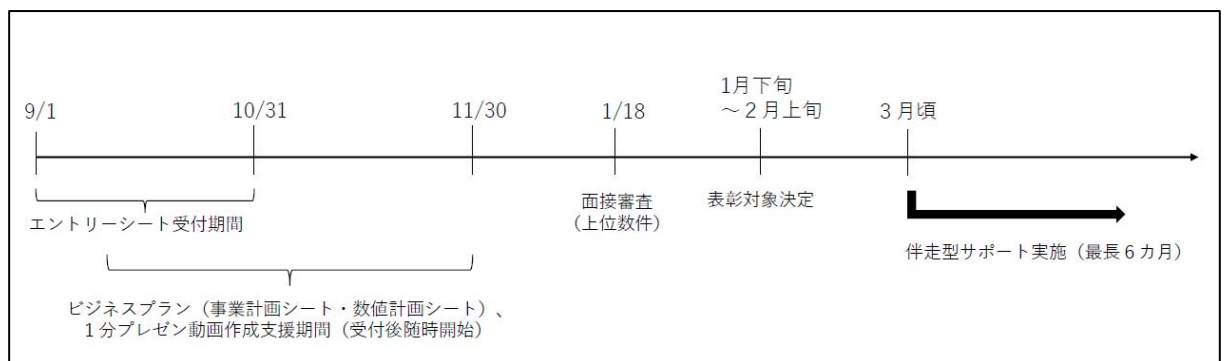 9/1
10/31
11/30
1/18
1月下旬
～２月上旬
３月頃
エントリーシート受付期間
面接審査
（上位数件）
表彰対象決定
伴走型サポート実施（最長６カ月）
ビジネスプラン（事業計画シート・数値計画シート）、
１分プレゼン動画作成支援期間（受付後随時開始）